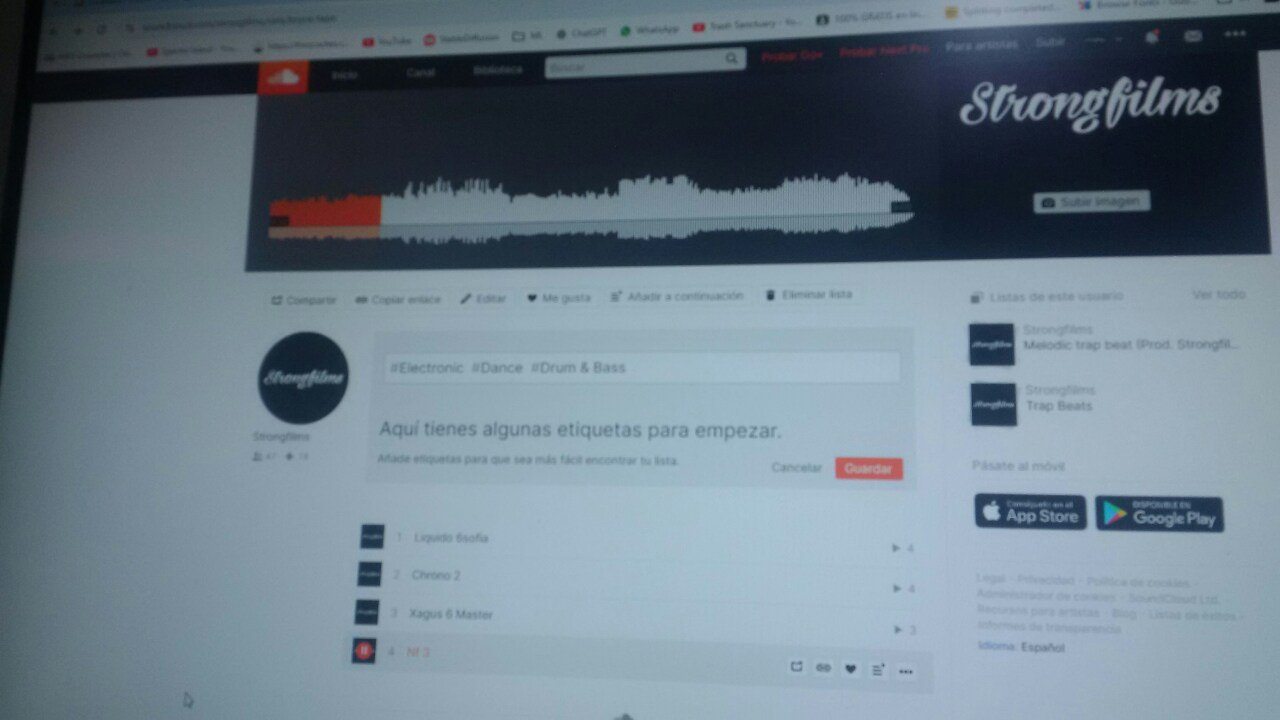 YouTube
ChatGPT
WhatsApp
Inicio
Canal
Biblioteca
Buscar
Probar Go+
Probar Next Pro
Para artistas
Subir
Strongfilms
Subir imagen
Compartir
Copiar enlace
Editar
Me gusta
Añadir a continuación
Eliminar lista
Listas de este usuario
Ver todo
Strongfilms
Melodic trap beat (Prod. Strongfil...
Strongfilms
Trap Beats
Strongfilms
Strongfilms
#Electronic #Dance #Drum & Bass
Aquí tienes algunas etiquetas para empezar.
Añade etiquetas para que sea más fácil encontrar tu lista.
Cancelar
Guardar
Pásate al móvil
Consíguelo en el
App Store
DISPONIBLE EN
Google Play
1 Liquido 6sofia
4
2 Chrono 2
4
3 Xagus 6 Master
3
4
Legal - Privacidad - Política de cookies -
Administrador de cookies - SoundCloud Ltd.
Recursos para artistas - Blog - Listas de éxitos -
Informes de transparencia
Idioma: Español